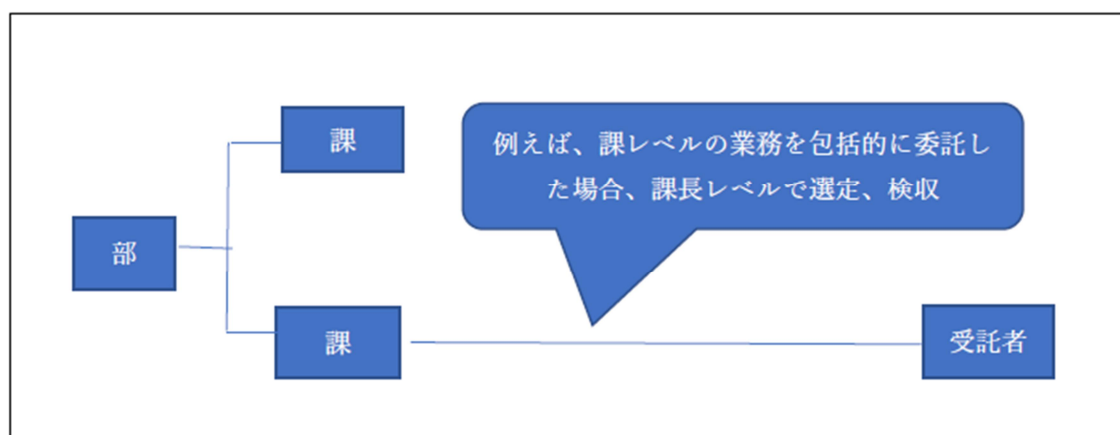 課
例えば、課レベルの業務を包括的に委託し
た場合、課長レベルで選定、検収
部
課
受託者